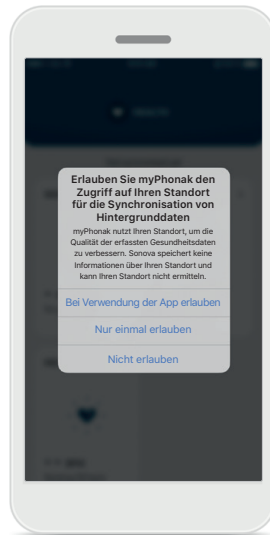 Erlauben Sie myPhonak den
Zugriff auf Ihren Standort
für die Synchronisation von
Hintergrunddaten
myPhonak nutzt Ihren Standort, um die
Qualität der erfassten Gesundheitsdaten
zu verbessern. Sonova speichert keine
Informationen über Ihren Standort und
kann Ihren Standort nicht ermitteln.
Bei Verwendung der App erlauben
Nur einmal erlauben
Nicht erlauben